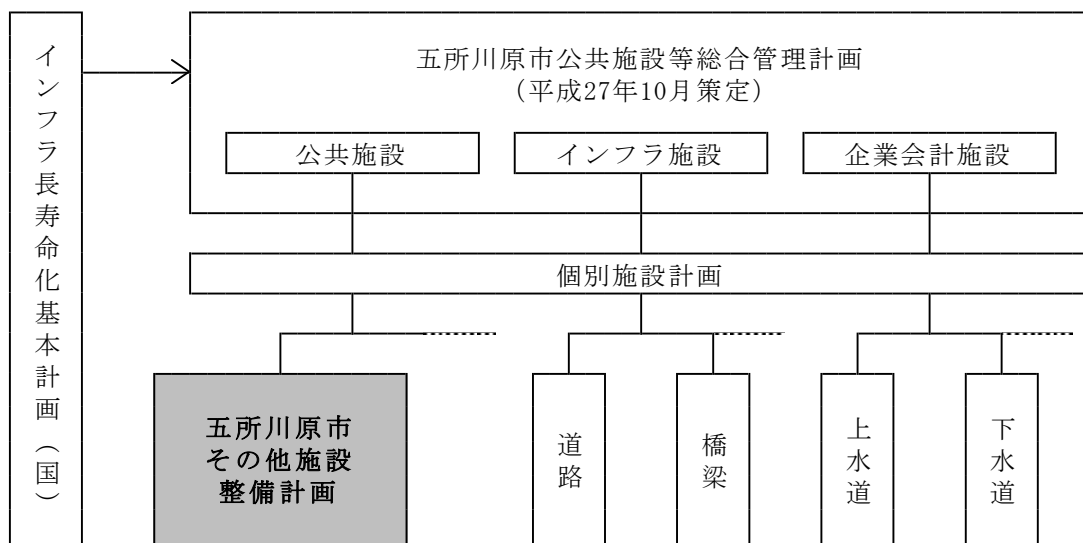 インフラ長寿命化基本計画（国）
五所川原市公共施設等総合管理計画
（平成27年10月策定）
公共施設
インフラ施設
企業会計施設
個別施設計画
五所川原市
その他施設
整備計画
道路
橋梁
上水道
下水道